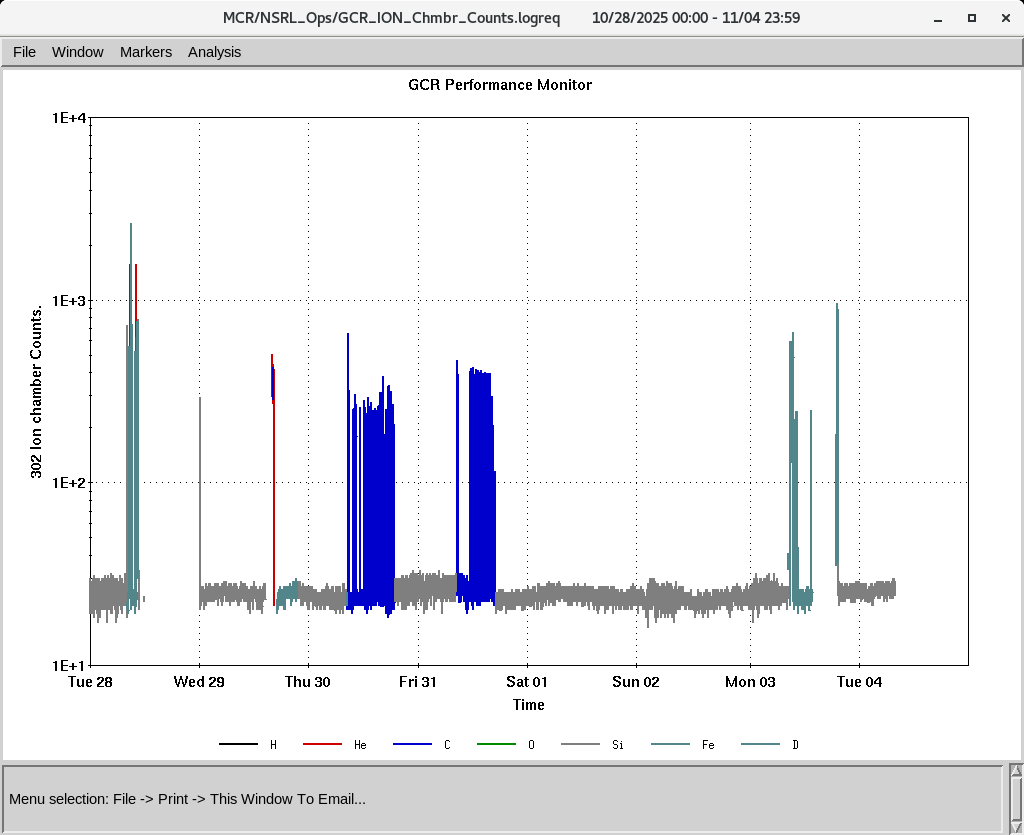 MCR/NSRL_Ops/GCR_ION_Chmbr_Counts.logreq 10/28/2025 00:00 - 11/04 23:59
File Window Markers Analysis
GCR Performance Monitor
1E+4
1E+3
302 Ion chamber Counts.
1E+2
1E+1
Tue 28 Wed 29 Thu 30 Fri 31 Sat 01 Sun 02 Mon 03 Tue 04
Time
H He C O Si Fe D
Menu selection: File -> Print -> This Window To Email...